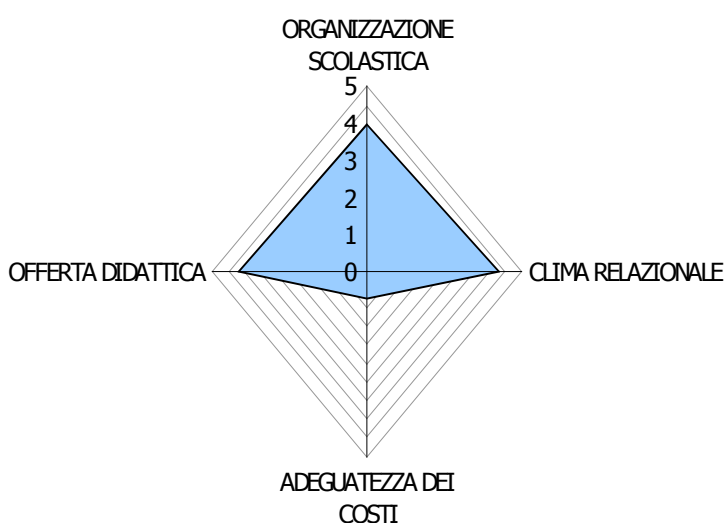 ORGANIZZAZIONE
SCOLASTICA
5
4
3
2
1
0
OFFERTA DIDATTICA
CLIMA RELAZIONALE
ADEGUATEZZA DEI
COSTI